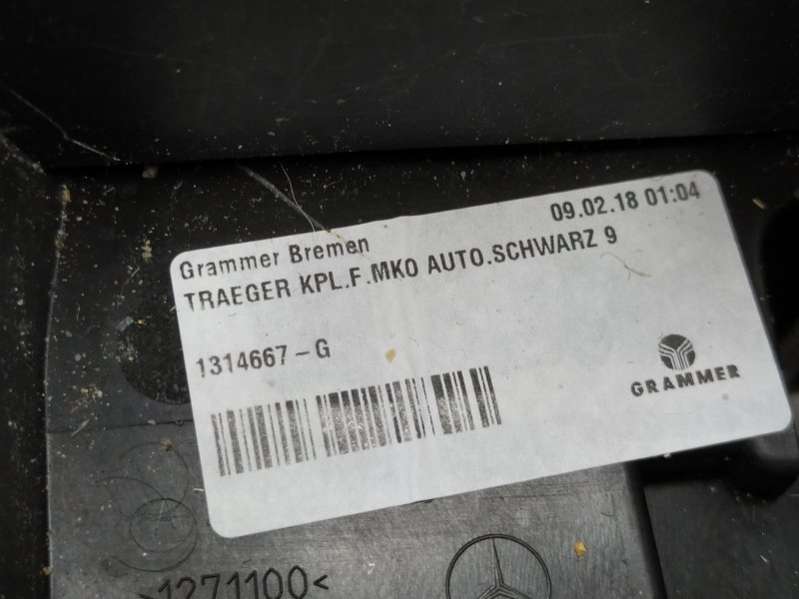 Grammer Bremen
09.02.18 01:04
TRAEGER KPL.F.MKO AUTO.SCHWARZ 9
1314667-G
GRAMMER
>1271100<